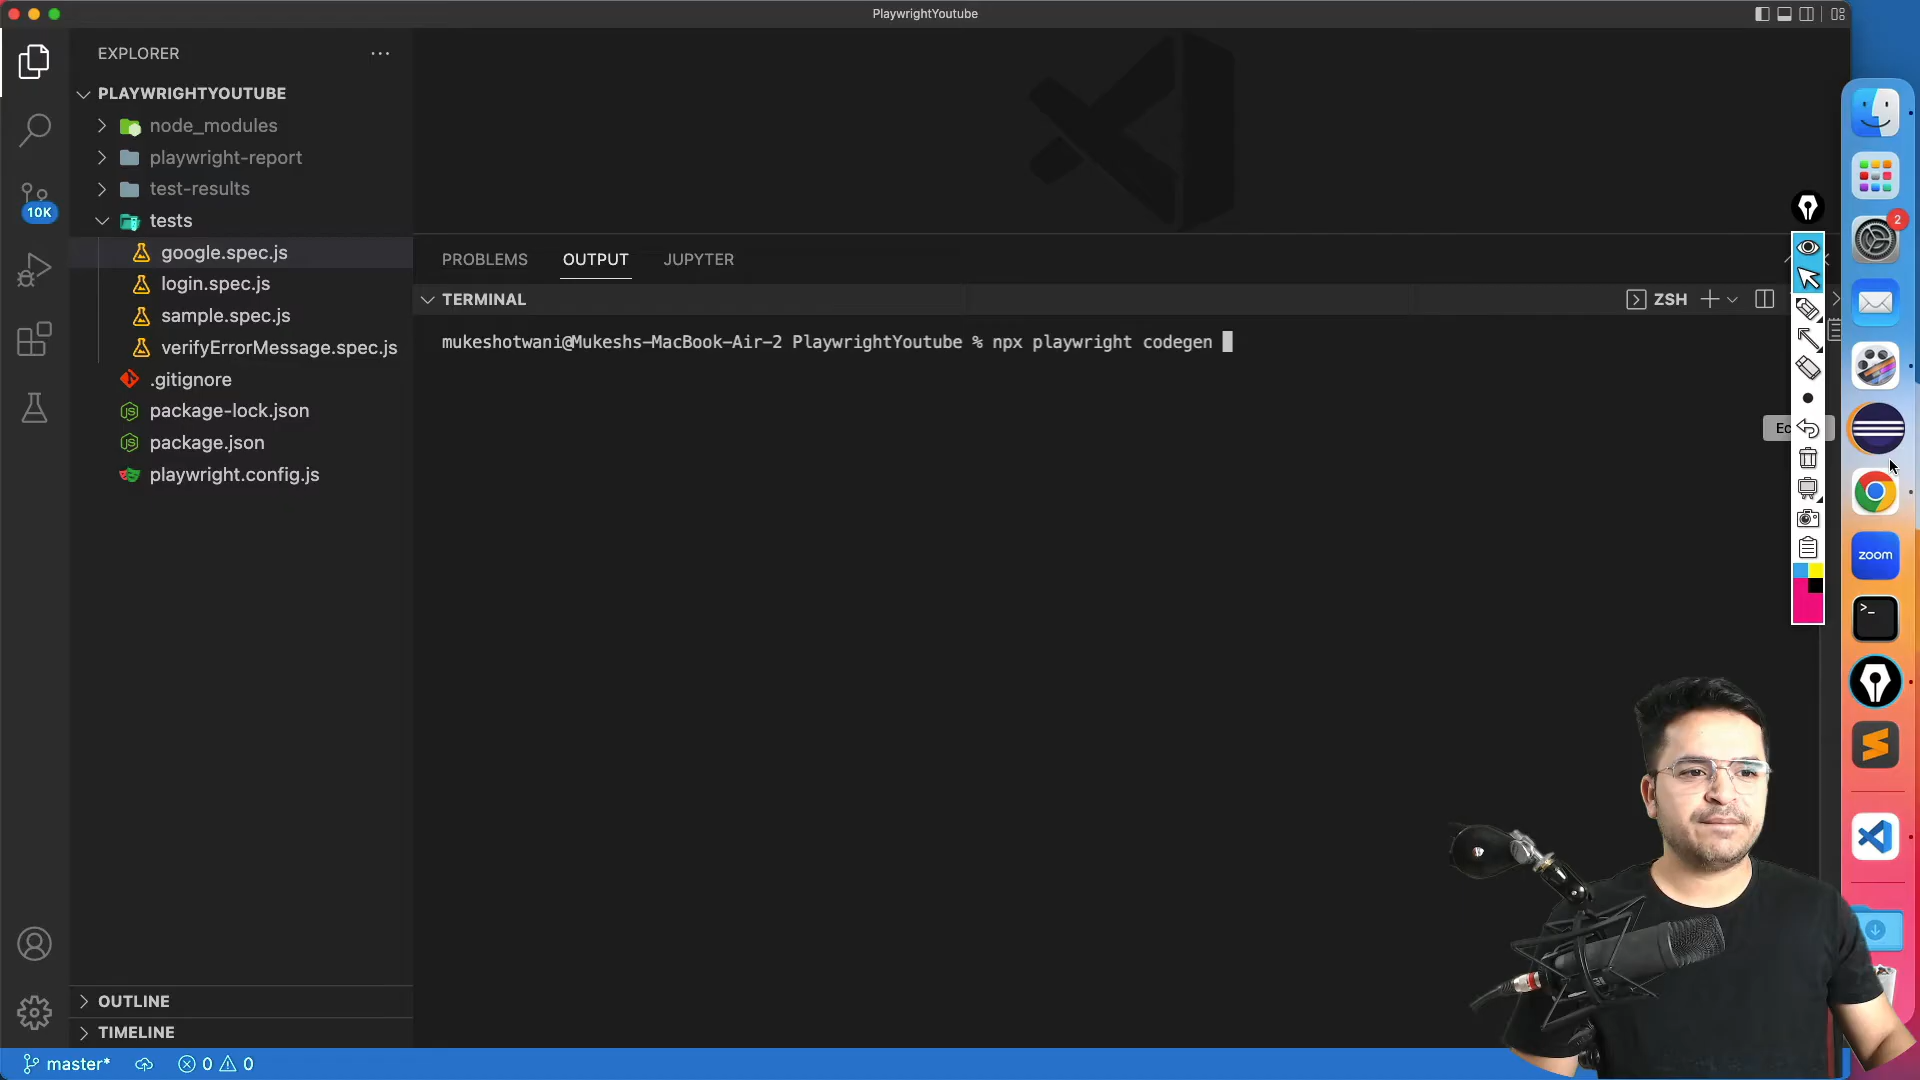 PlaywrightYoutube
EXPLORER
PLAYWRIGHTYOUTUBE
node_modules
playwright-report
test-results
tests
google.spec.js
login.spec.js
sample.spec.js
verifyErrorMessage.spec.js
.gitignore
package-lock.json
package.json
playwright.config.js
OUTLINE
TIMELINE
10K
PROBLEMS
OUTPUT
JUPYTER
TERMINAL
ZSH
mukeshotwani@Mukeshs-MacBook-Air-2 PlaywrightYoutube % npx playwright codegen
2
zoom
master*
0
0